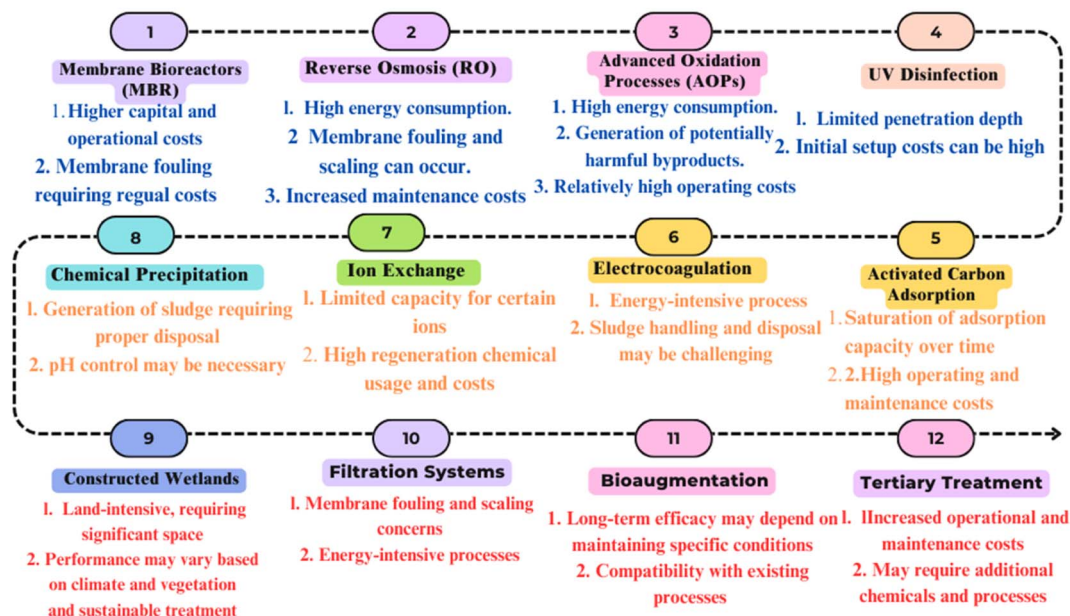 1
Membrane Bioreactors
(MBR)
1. Higher capital and
operational costs
2. Membrane fouling
requiring regual costs
2
Reverse Osmosis (RO)
1. High energy consumption.
2 Membrane fouling and
scaling can occur.
3. Increased maintenance costs
3
Advanced Oxidation
Processes (AOPs)
1. High energy consumption.
2. Generation of potentially
harmful byproducts.
3. Relatively high operating costs
4
UV Disinfection
1. Limited penetration depth
2. Initial setup costs can be high
8
Chemical Precipitation
1. Generation of sludge requiring
proper disposal
2. pH control may be necessary
7
Ion Exchange
1. Limited capacity for certain
ions
2. High regeneration chemical
usage and costs
6
Electrocoagulation
1. Energy-intensive process
2. Sludge handling and disposal
may be challenging
5
Activated Carbon
Adsorption
1. Saturation of adsorption
capacity over time
2. 2. High operating and
maintenance costs
9
Constructed Wetlands
1. Land-intensive, requiring
significant space
2. Performance may vary based
on climate and vegetation
and sustainable treatment
10
Filtration Systems
1. Membrane fouling and scaling
concerns
2. Energy-intensive processes
11
Bioaugmentation
1. Long-term efficacy may depend on
maintaining specific conditions
2. Compatibility with existing
processes
12
Tertiary Treatment
1. IIncreased operational and
maintenance costs
2. May require additional
chemicals and processes